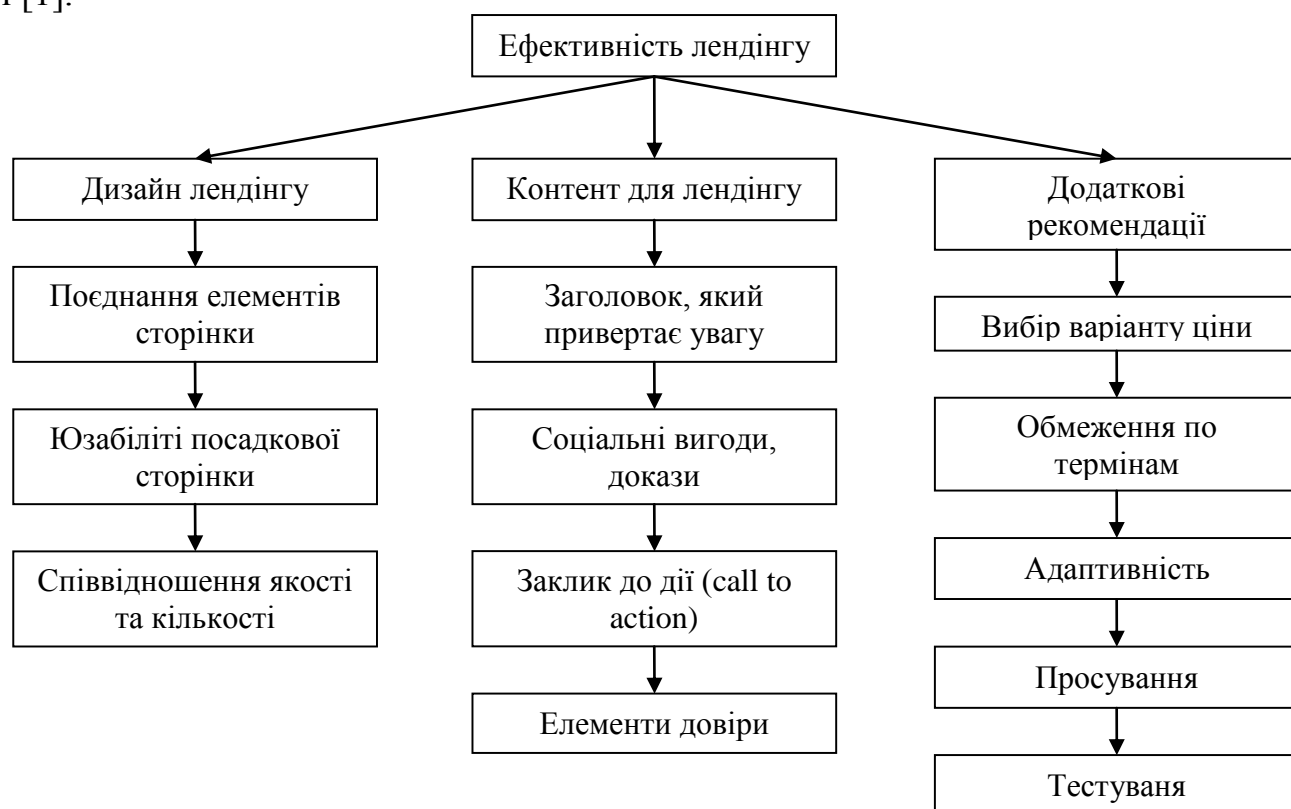 [1].
Ефективність лендінгу
Дизайн лендінгу
Поєднання елементів
сторінки
Юзабіліті посадкової
сторінки
Співвідношення якості
та кількості
Контент для лендінгу
Заголовок, який
привертає увагу
Соціальні вигоди,
докази
Заклик до дії (call to
action)
Елементи довіри
Додаткові
рекомендації
Вибір варіанту ціни
Обмеження по
термінам
Адаптивність
Просування
Тестуваня